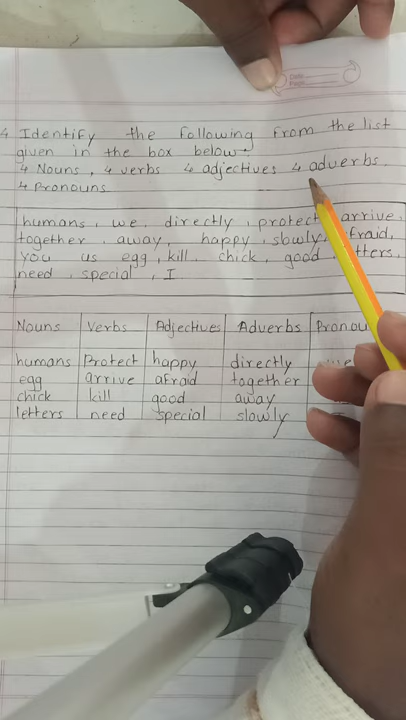 4 Identify the following from the list
given in the box below:-
4 Nouns, 4 verbs 4 adjectives 4 adverbs
4 Pronouns
humans, we, directly, protect, arrive,
together, away, happy, slowly, fraid,
you us egg, kill, chick, good, tters,
need, special, I
Nouns Verbs Adjectives Adverbs Pronou
humans Protect happy directly
egg arrive afraid together
chick kill good away
letters need special slowly